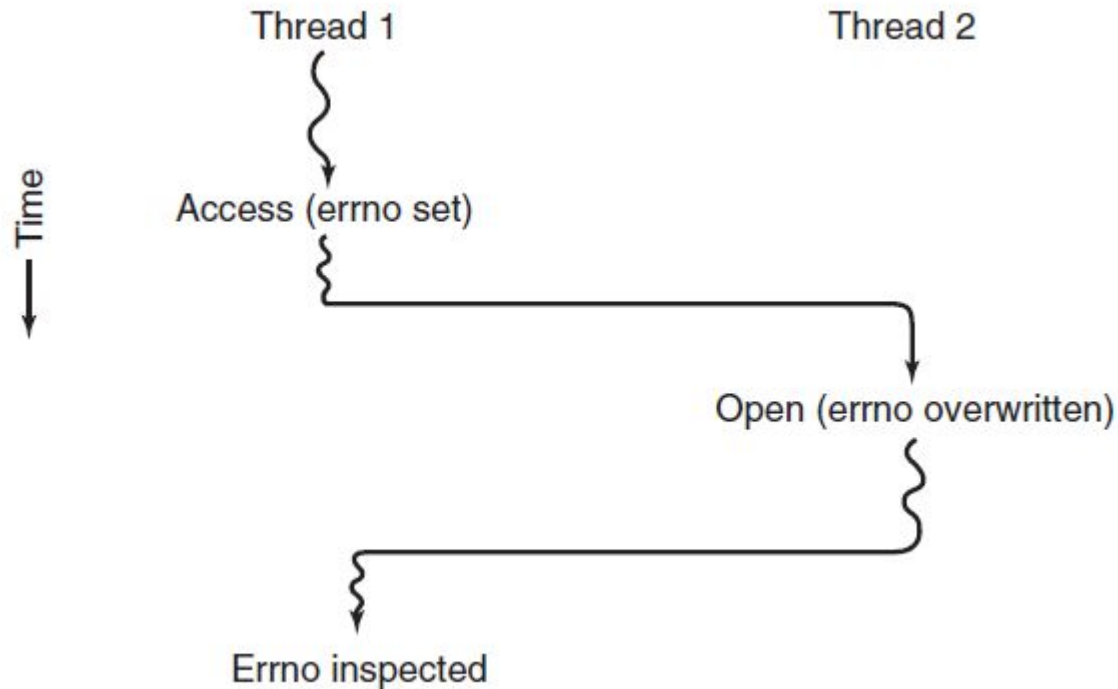 Thread 1
Thread 2
Time
Access (errno set)
Open (errno overwritten)
Errno inspected